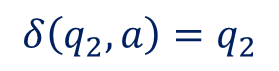 δ(q₂, a) = q₂